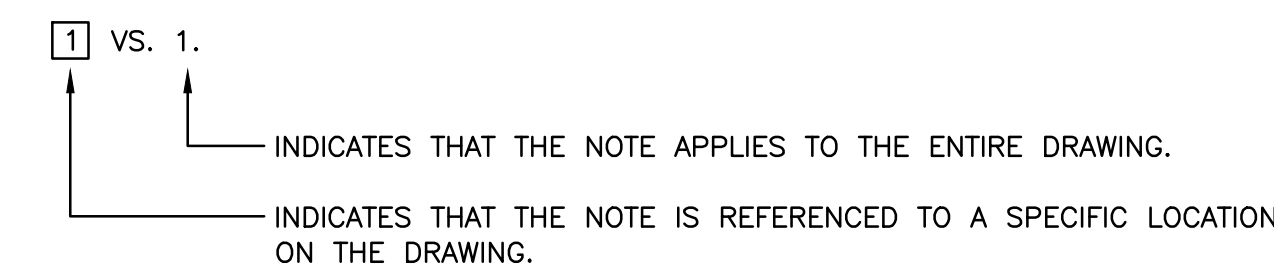 1 VS. 1.
INDICATES THAT THE NOTE APPLIES TO THE ENTIRE DRAWING.
INDICATES THAT THE NOTE IS REFERENCED TO A SPECIFIC LOCATION
ON THE DRAWING.